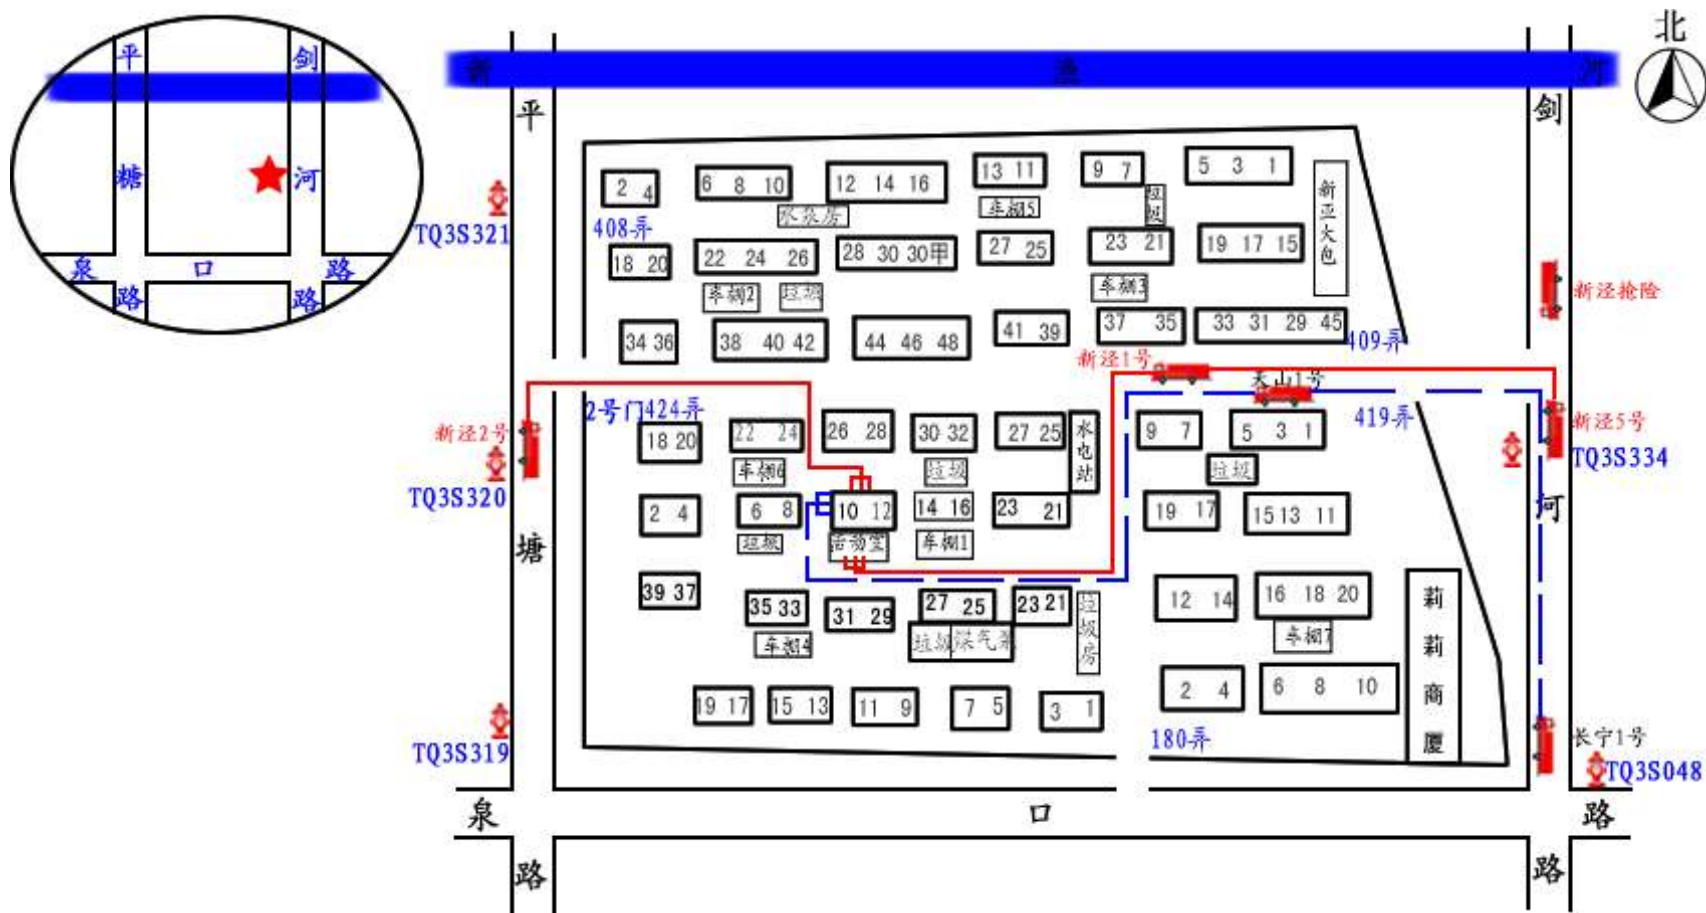 北
平
剑
糖
河
泉 口 路
路
路
新 渔 河
平
剑
2 4
6 8 10
12 14 16
13 11
9 7
5 3 1
水泵房
车棚5
垃圾
新亚大包
TQ3S321
408弄
18 20
22 24 26
28 30 30甲
27 25
23 21
19 17 15
车棚2
垃圾
车棚3
新泾抢险
34 36
38 40 42
44 46 48
41 39
37 35
33 31 29 45
409弄
新泾1号
天山1号
2号门424弄
419弄
新泾2号
新泾5号
18 20
22 24
26 28
30 32
27 25
水电站
9 7
5 3 1
车棚6
垃圾
垃圾
TQ3S320
TQ3S334
2 4
6 8
10 12
14 16
23 21
19 17
15 13 11
河
塘
垃圾
活动室
车棚1
39 37
35 33
31 29
27 25
23 21
垃圾房
12 14
16 18 20
莉莉商厦
车棚4
垃圾
车棚7
19 17
15 13
11 9
7 5
3 1
2 4
6 8 10
TQ3S319
180弄
长宁1号
TQ3S048
泉 口 路
路
路